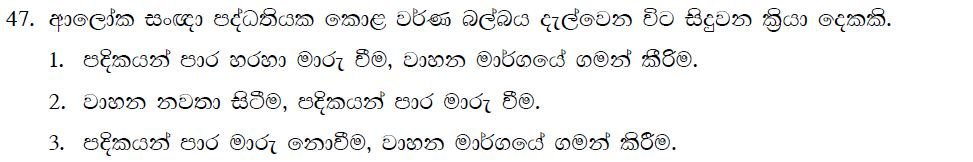 47. ආලෝක සංඥා පද්ධතියක කොළ වර්ණ බල්බය දැල්වෙන විට සිදුවන ක්‍රියා දෙකකි.
1. පදිකයන් පාර හරහා මාරු වීම, වාහන මාර්ගයේ ගමන් කීරිම.
2. වාහන නවතා සිටීම, පදිකයන් පාර මාරු වීම.
3. පදිකයන් පාර මාරු නොවීම, වාහන මාර්ගයේ ගමන් කිරීම.